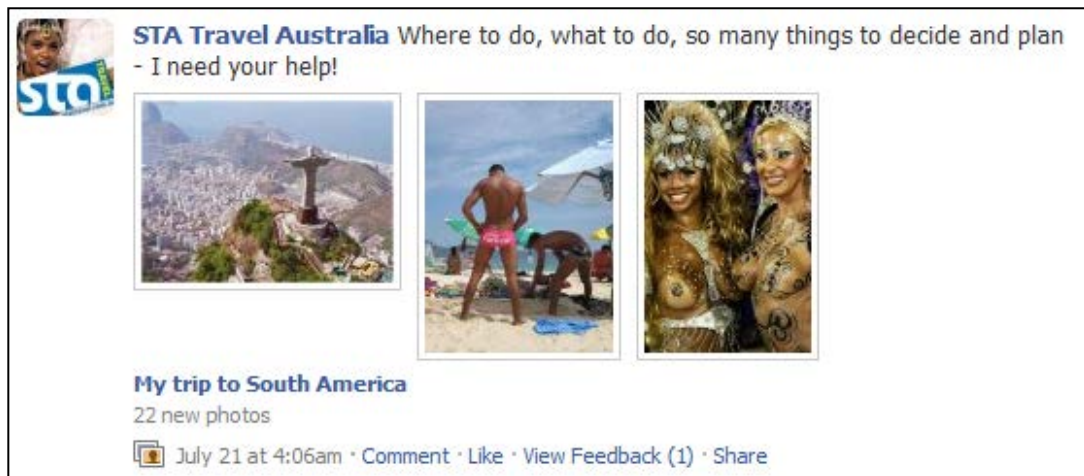 STA Travel Australia Where to do, what to do, so many things to decide and plan
- I need your help!
sta TRAVEL
My trip to South America
22 new photos
July 21 at 4:06am · Comment · Like · View Feedback (1) · Share